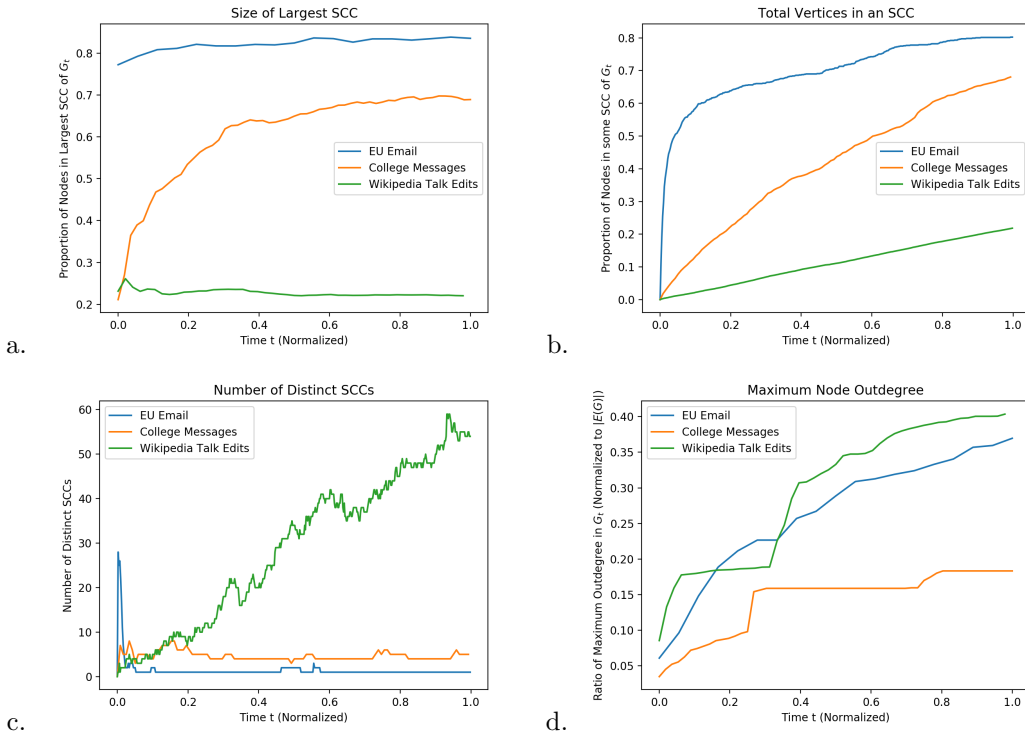 Size of Largest SCC
Proportion of Nodes in Largest SCC of G_t
0.8
0.7
0.6
0.5
0.4
0.3
0.2
EU Email
College Messages
Wikipedia Talk Edits
0.0 0.2 0.4 0.6 0.8 1.0
Time t (Normalized)
a.
Total Vertices in an SCC
Proportion of Nodes in some SCC of G_t
0.8
0.7
0.6
0.5
0.4
0.3
0.2
0.1
0.0
EU Email
College Messages
Wikipedia Talk Edits
0.0 0.2 0.4 0.6 0.8 1.0
Time t (Normalized)
b.
Number of Distinct SCCs
Number of Distinct SCCs
60
50
40
30
20
10
0
EU Email
College Messages
Wikipedia Talk Edits
0.0 0.2 0.4 0.6 0.8 1.0
Time t (Normalized)
c.
Maximum Node Outdegree
Ratio of Maximum Outdegree in G_t (Normalized to |E(G)|)
0.40
0.35
0.30
0.25
0.20
0.15
0.10
0.05
EU Email
College Messages
Wikipedia Talk Edits
0.0 0.2 0.4 0.6 0.8 1.0
Time t (Normalized)
d.